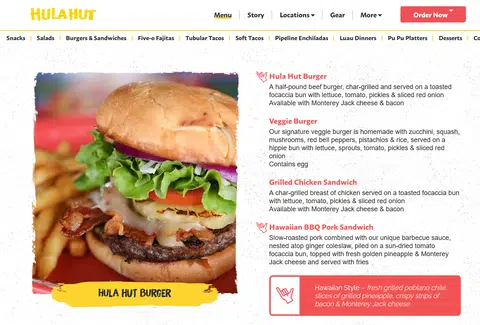 HULA HUT
Menu
Story
Locations
Gear
More
Order Now
Snacks
Salads
Burgers & Sandwiches
Five-o Fajitas
Tubular Tacos
Soft Tacos
Pipeline Enchiladas
Luau Dinners
Pu Pu Platters
Desserts
Hula Hut Burger
A half-pound beef burger, char-grilled and served on a toasted
focaccia bun with lettuce, tomato, pickles & sliced red onion
Available with Monterey Jack cheese & bacon
Veggie Burger
Our signature veggie burger is homemade with zucchini, squash,
mushrooms, red bell peppers, pistachios & rice, served on a
hippie bun with lettuce, sprouts, tomato, pickles & sliced red
onion
Contains egg
Grilled Chicken Sandwich
A char-grilled breast of chicken served on a toasted focaccia bun
with lettuce, tomato, pickles & sliced red onion
Available with Monterey Jack cheese & bacon
Hawaiian BBQ Pork Sandwich
Slow-roasted pork combined with our unique barbecue sauce,
nested atop ginger coleslaw, piled on a sun-dried tomato
focaccia bun, topped with fresh golden pineapple & Monterey
Jack cheese and served with fries
Hawaiian Style – fresh grilled poblano chile,
slices of grilled pineapple, crispy strips of
bacon & Monterey Jack cheese
HULA HUT BURGER